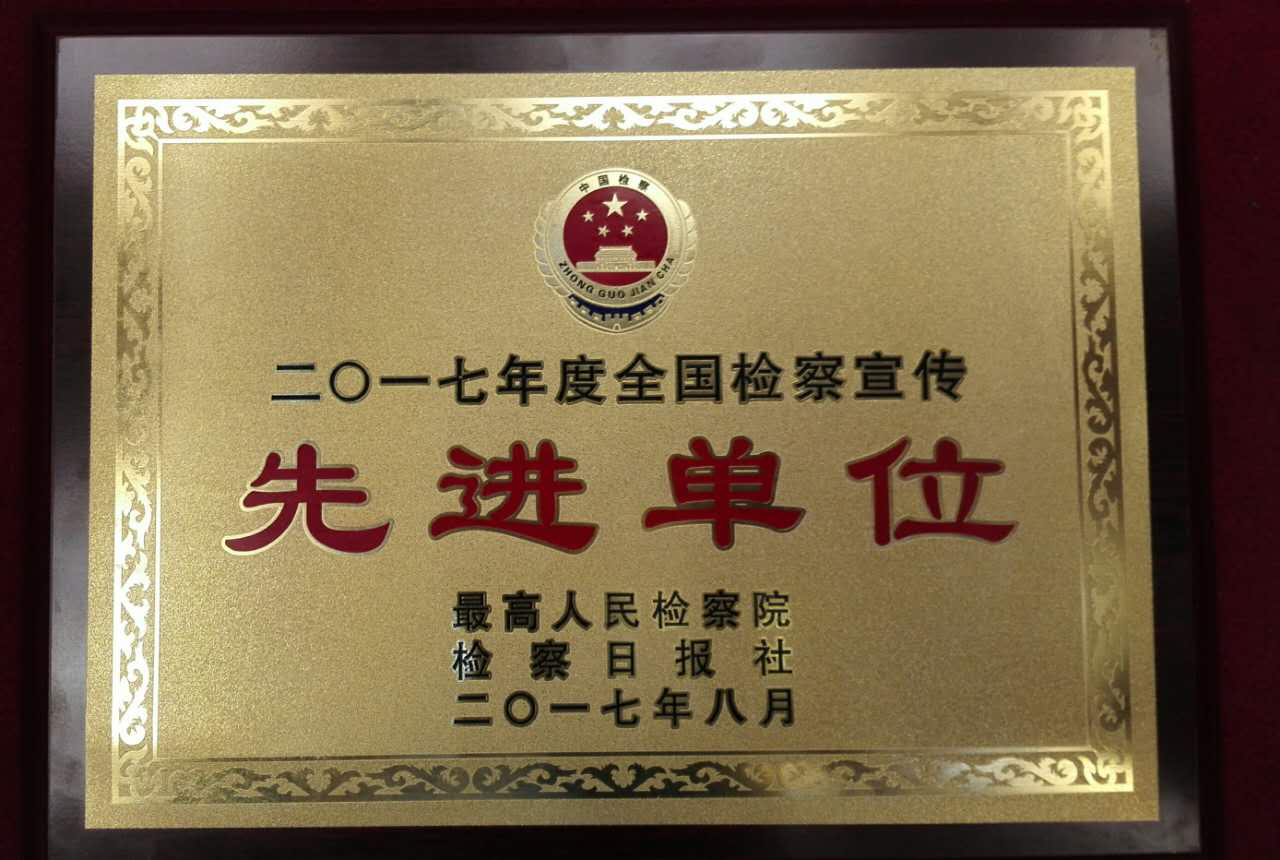 中国检察
ZHONG GUO JIAN CHA
二〇一七年度全国检察宣传
先进单位
最高人民检察院
检察日报社
二〇一七年八月